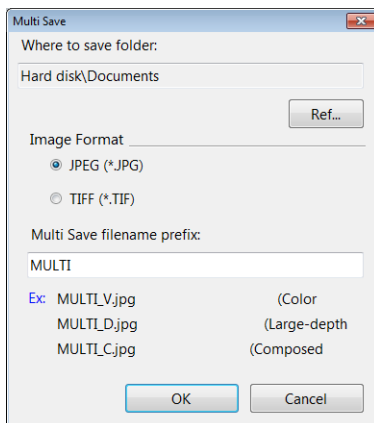 Multi Save
Where to save folder:
Hard disk\Documents
Ref...
Image Format
JPEG (*.JPG)
TIFF (*.TIF)
Multi Save filename prefix:
MULTI
Ex: MULTI_V.jpg (Color
MULTI_D.jpg (Large-depth
MULTI_C.jpg (Composed
OK Cancel